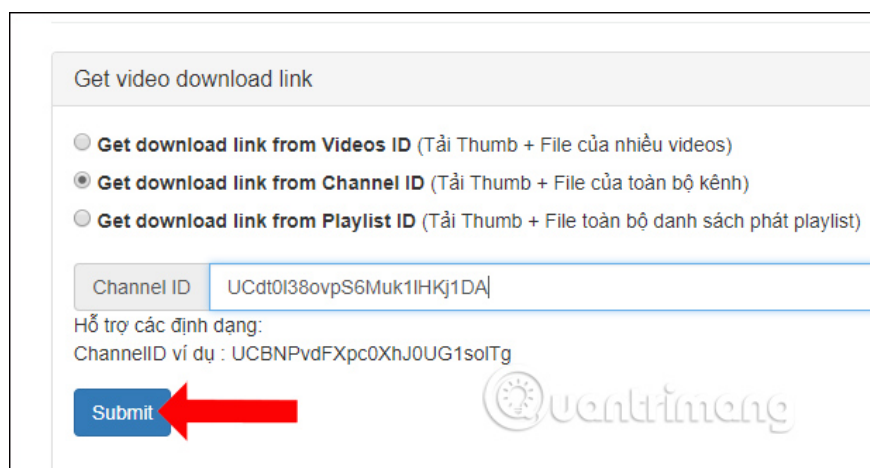 Get video download link
Get download link from Videos ID (Tải Thumb + File của nhiều videos)
Get download link from Channel ID (Tải Thumb + File của toàn bộ kênh)
Get download link from Playlist ID (Tải Thumb + File toàn bộ danh sách phát playlist)
Channel ID UCdt0l38ovpS6Muk1lHKj1DA
Hỗ trợ các định dạng:
ChannelID ví dụ : UCBNPvdFXpc0XhJ0UG1solTg
Submit
Quantrimang